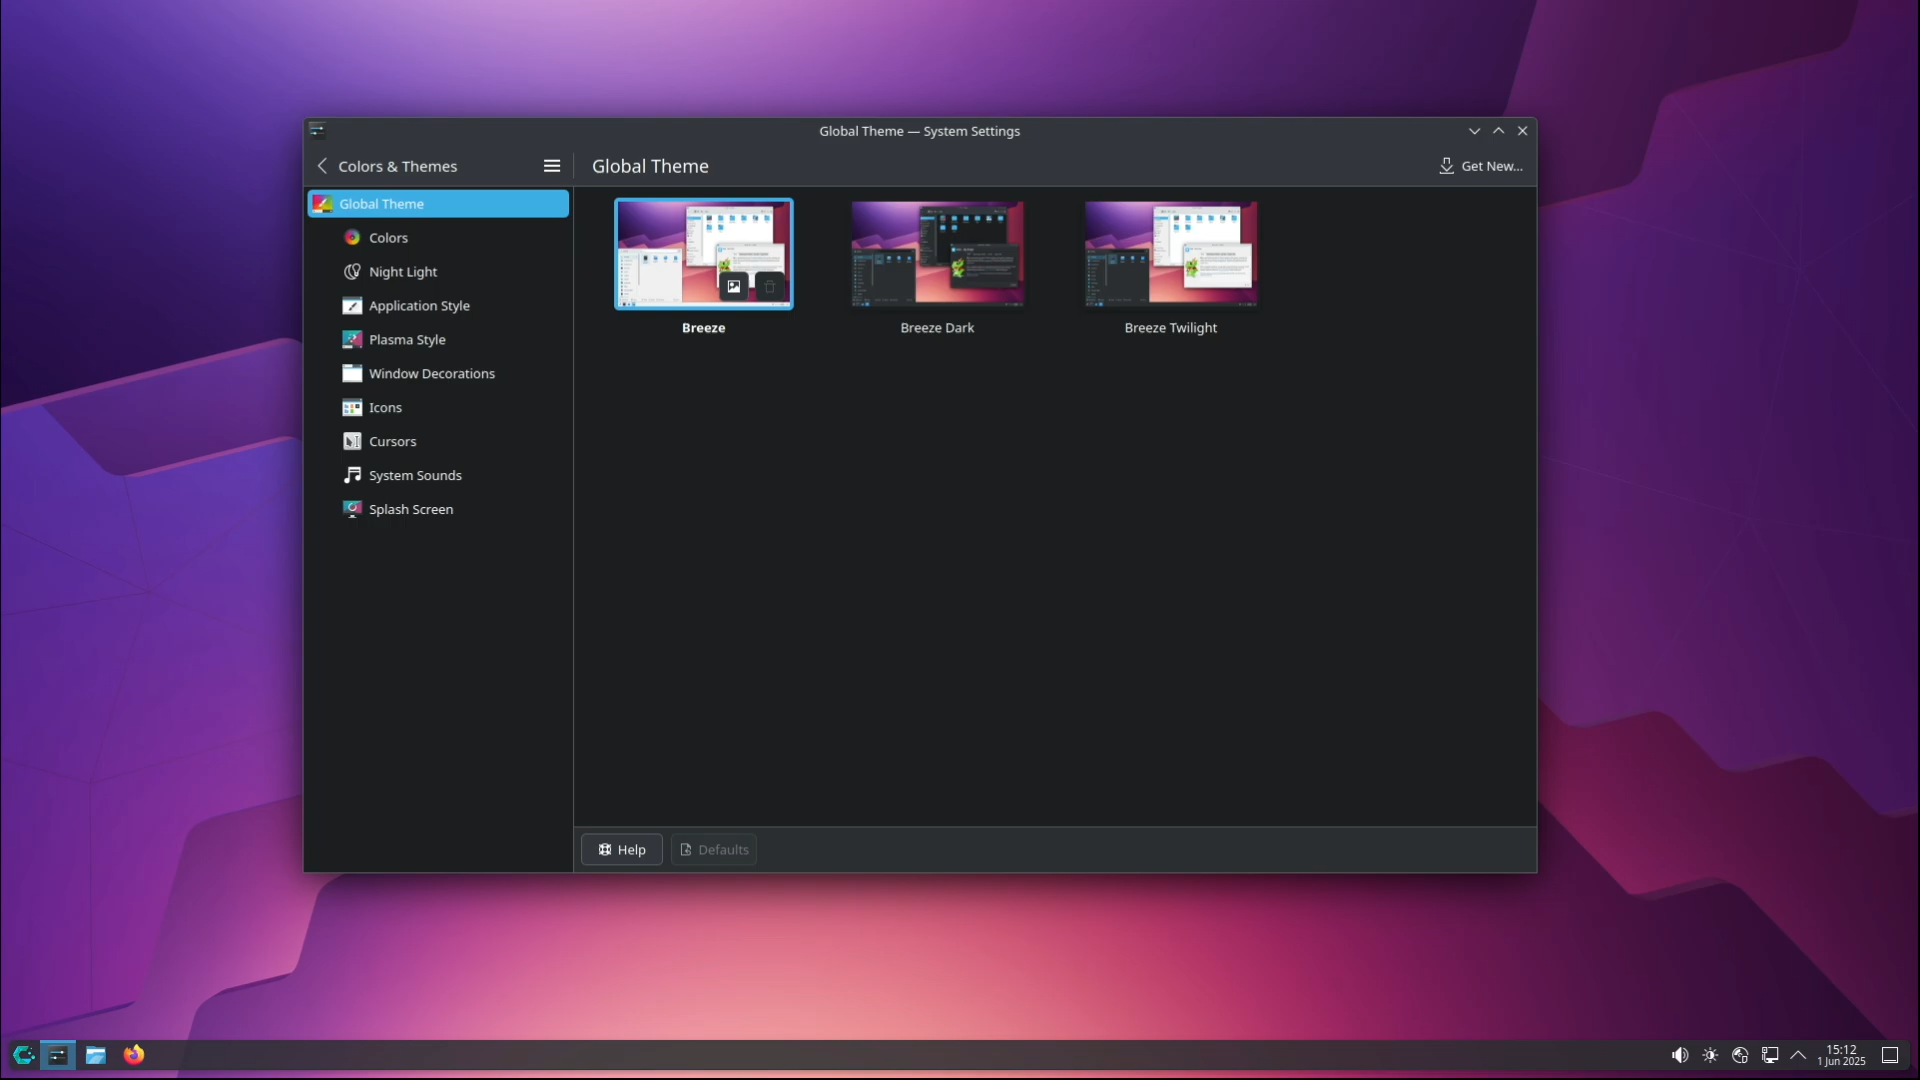 Global Theme — System Settings
Colors & Themes
Global Theme
Get New...
Global Theme
Colors
Night Light
Application Style
Plasma Style
Window Decorations
Icons
Cursors
System Sounds
Splash Screen
Breeze
Breeze Dark
Breeze Twilight
Help
Defaults
15:12
1 Jun 2025